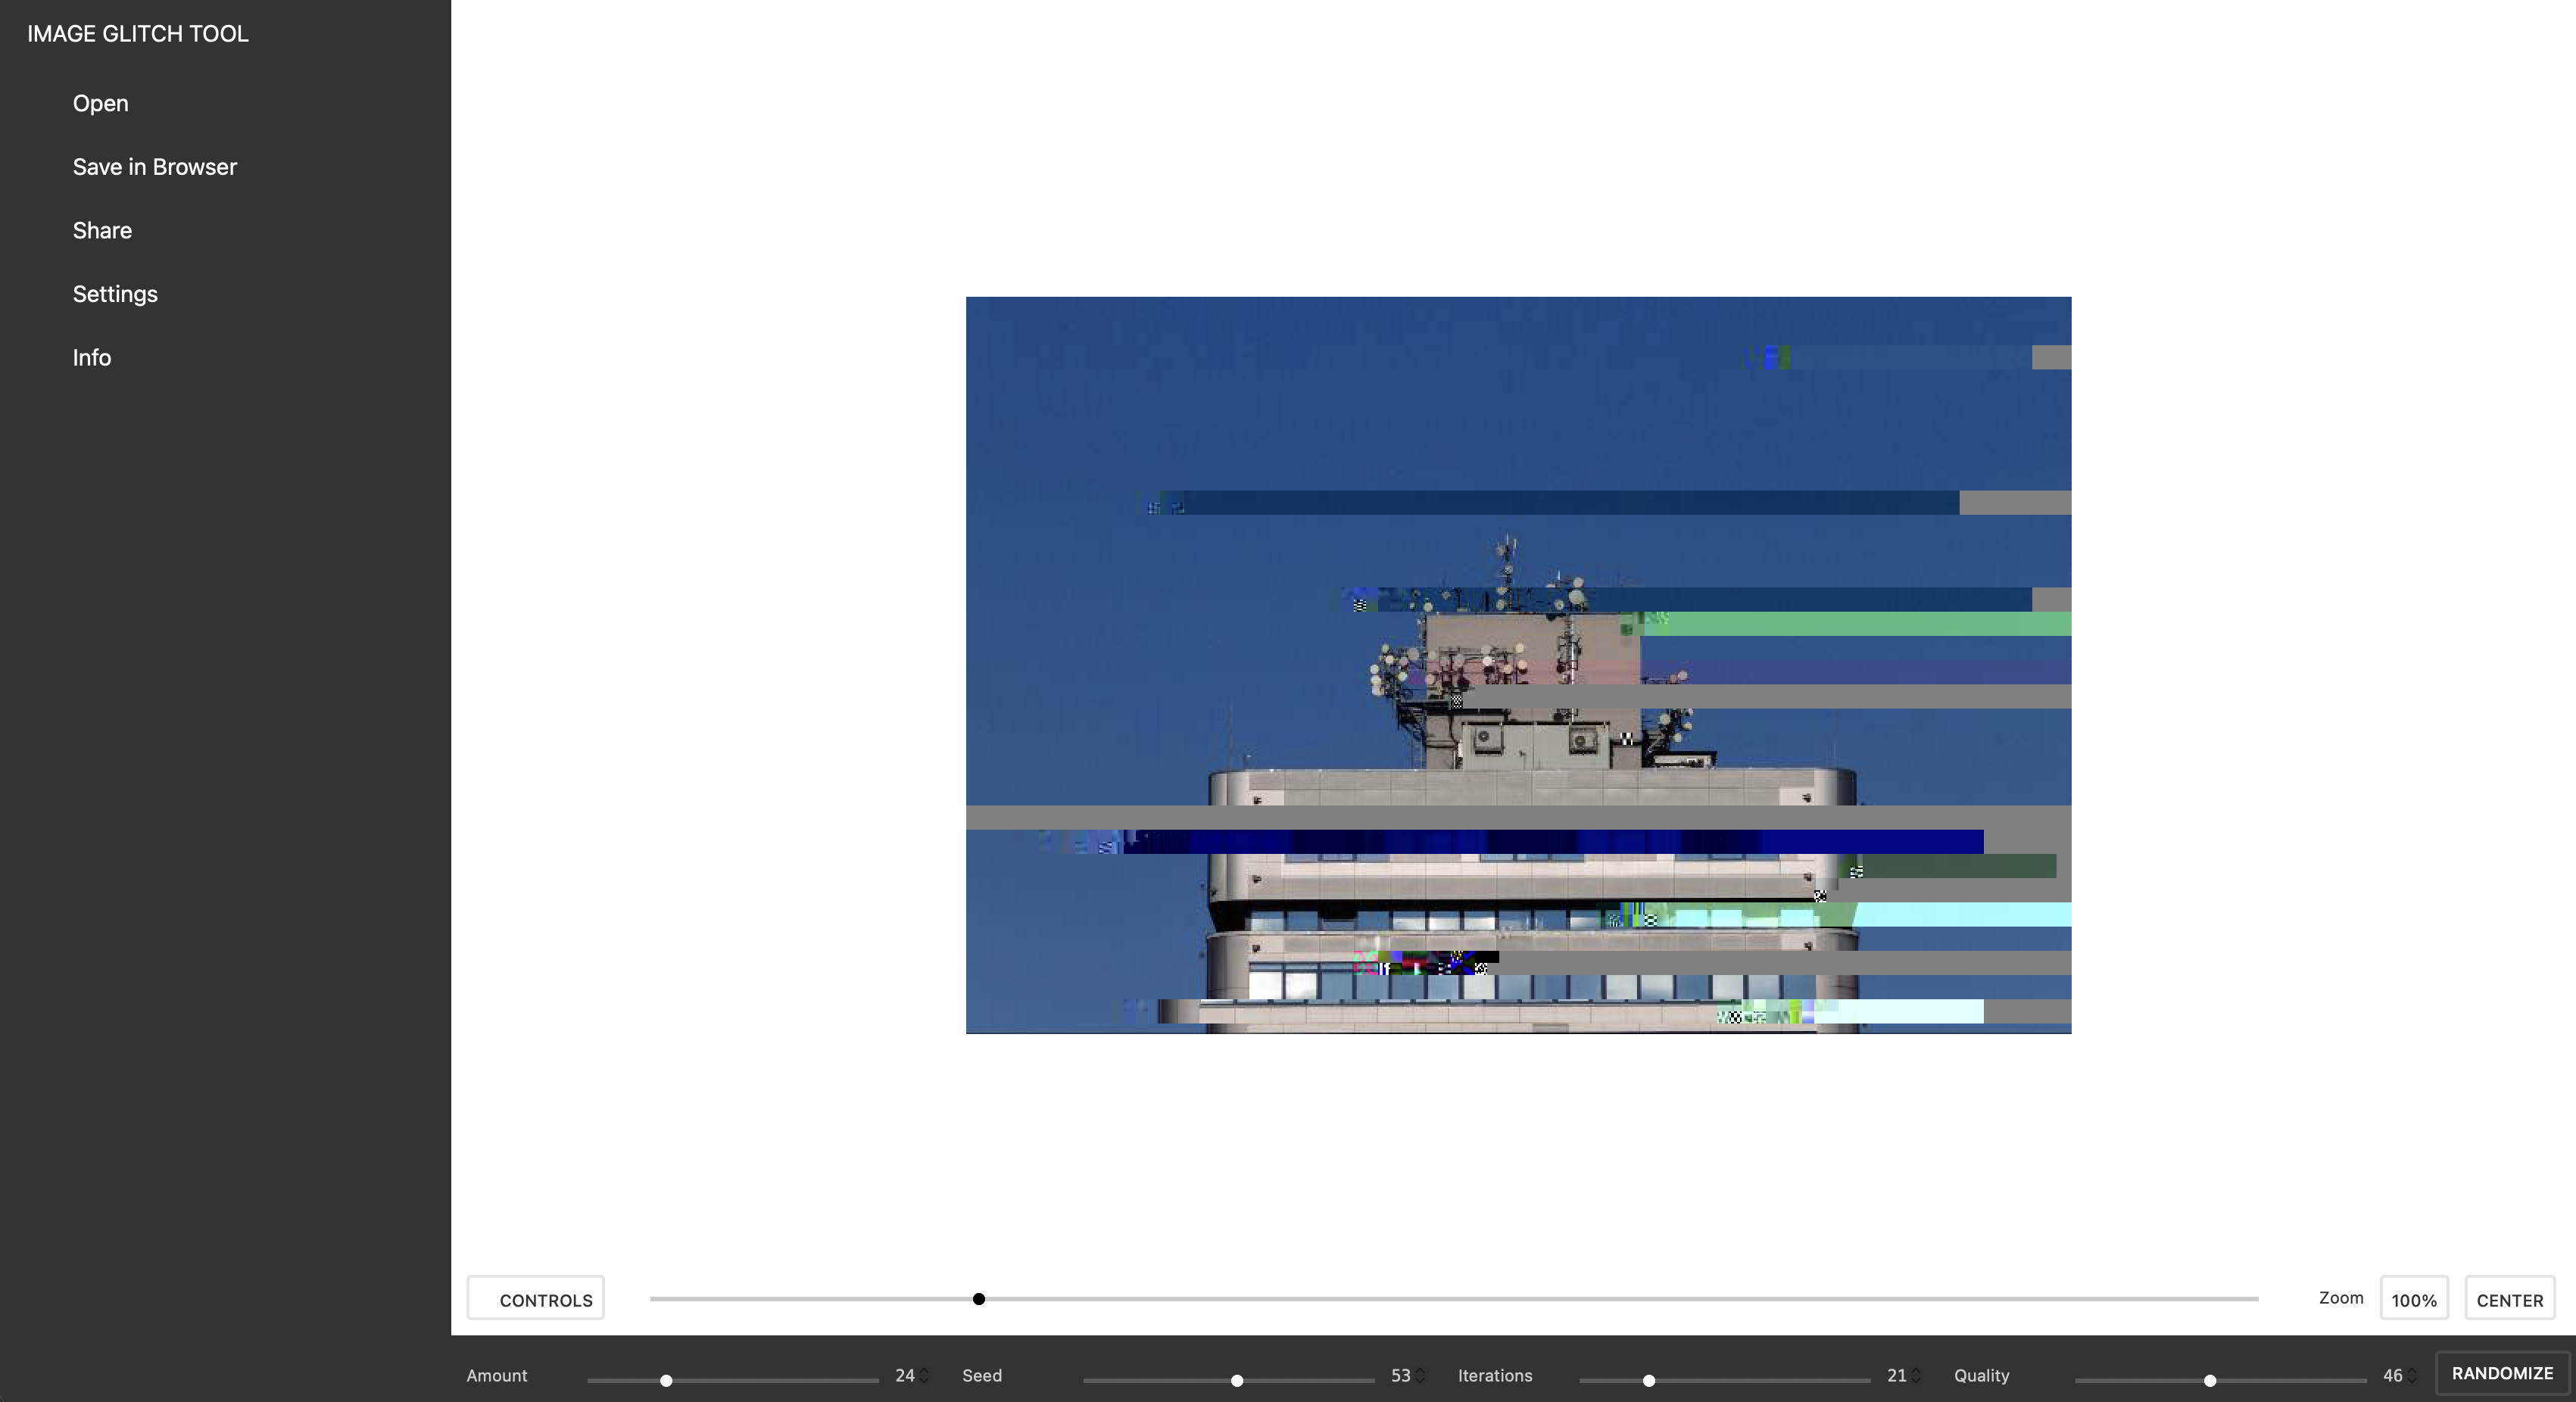 IMAGE GLITCH TOOL
Open
Save in Browser
Share
Settings
Info
CONTROLS
Zoom
100%
CENTER
Amount
24
Seed
53
Iterations
21
Quality
46
RANDOMIZE